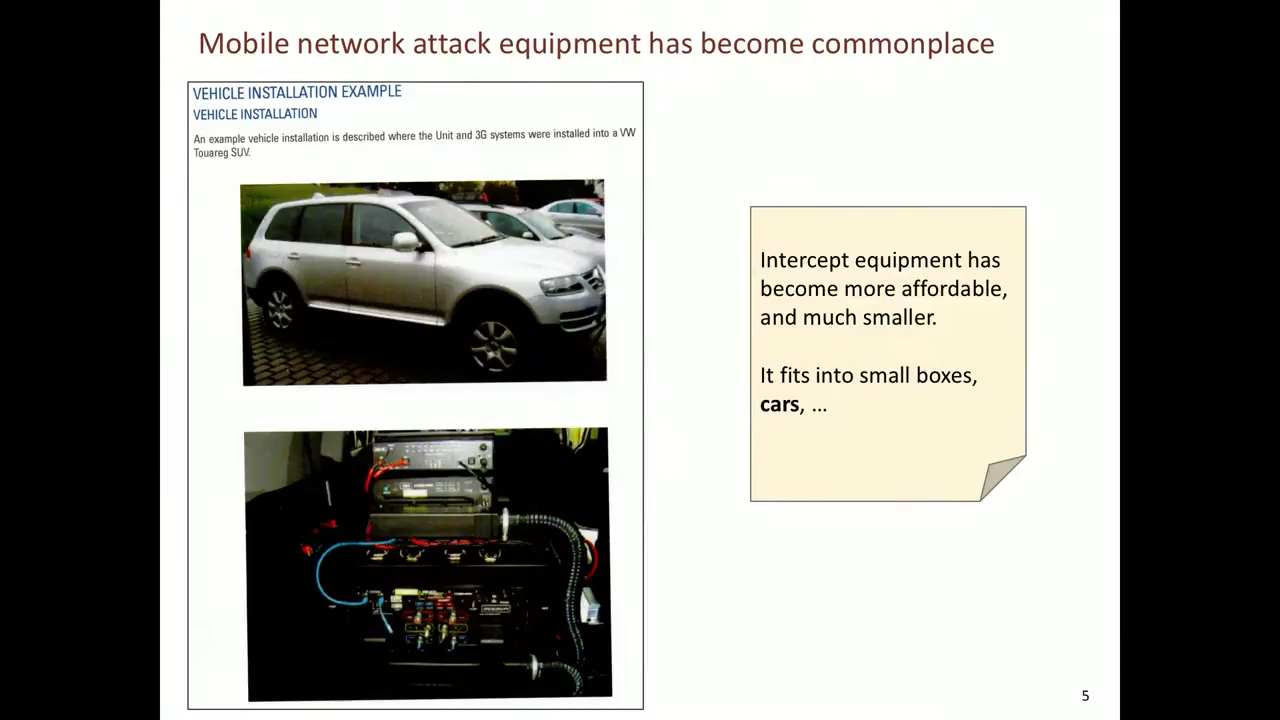 Mobile network attack equipment has become commonplace
VEHICLE INSTALLATION EXAMPLE
VEHICLE INSTALLATION
An example vehicle installation is described where the Unit and 3G systems were installed into a VW
Touareg SUV.
Intercept equipment has
become more affordable,
and much smaller.
It fits into small boxes,
cars, ...
5